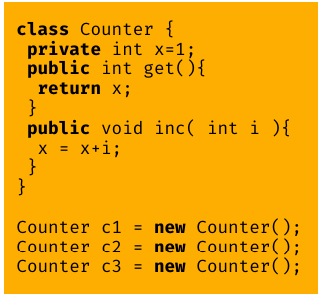 class Counter {
 private int x=1;
 public int get(){
  return x;
 }
 public void inc( int i ){
  x = x+i;
 }
}

Counter c1 = new Counter();
Counter c2 = new Counter();
Counter c3 = new Counter();